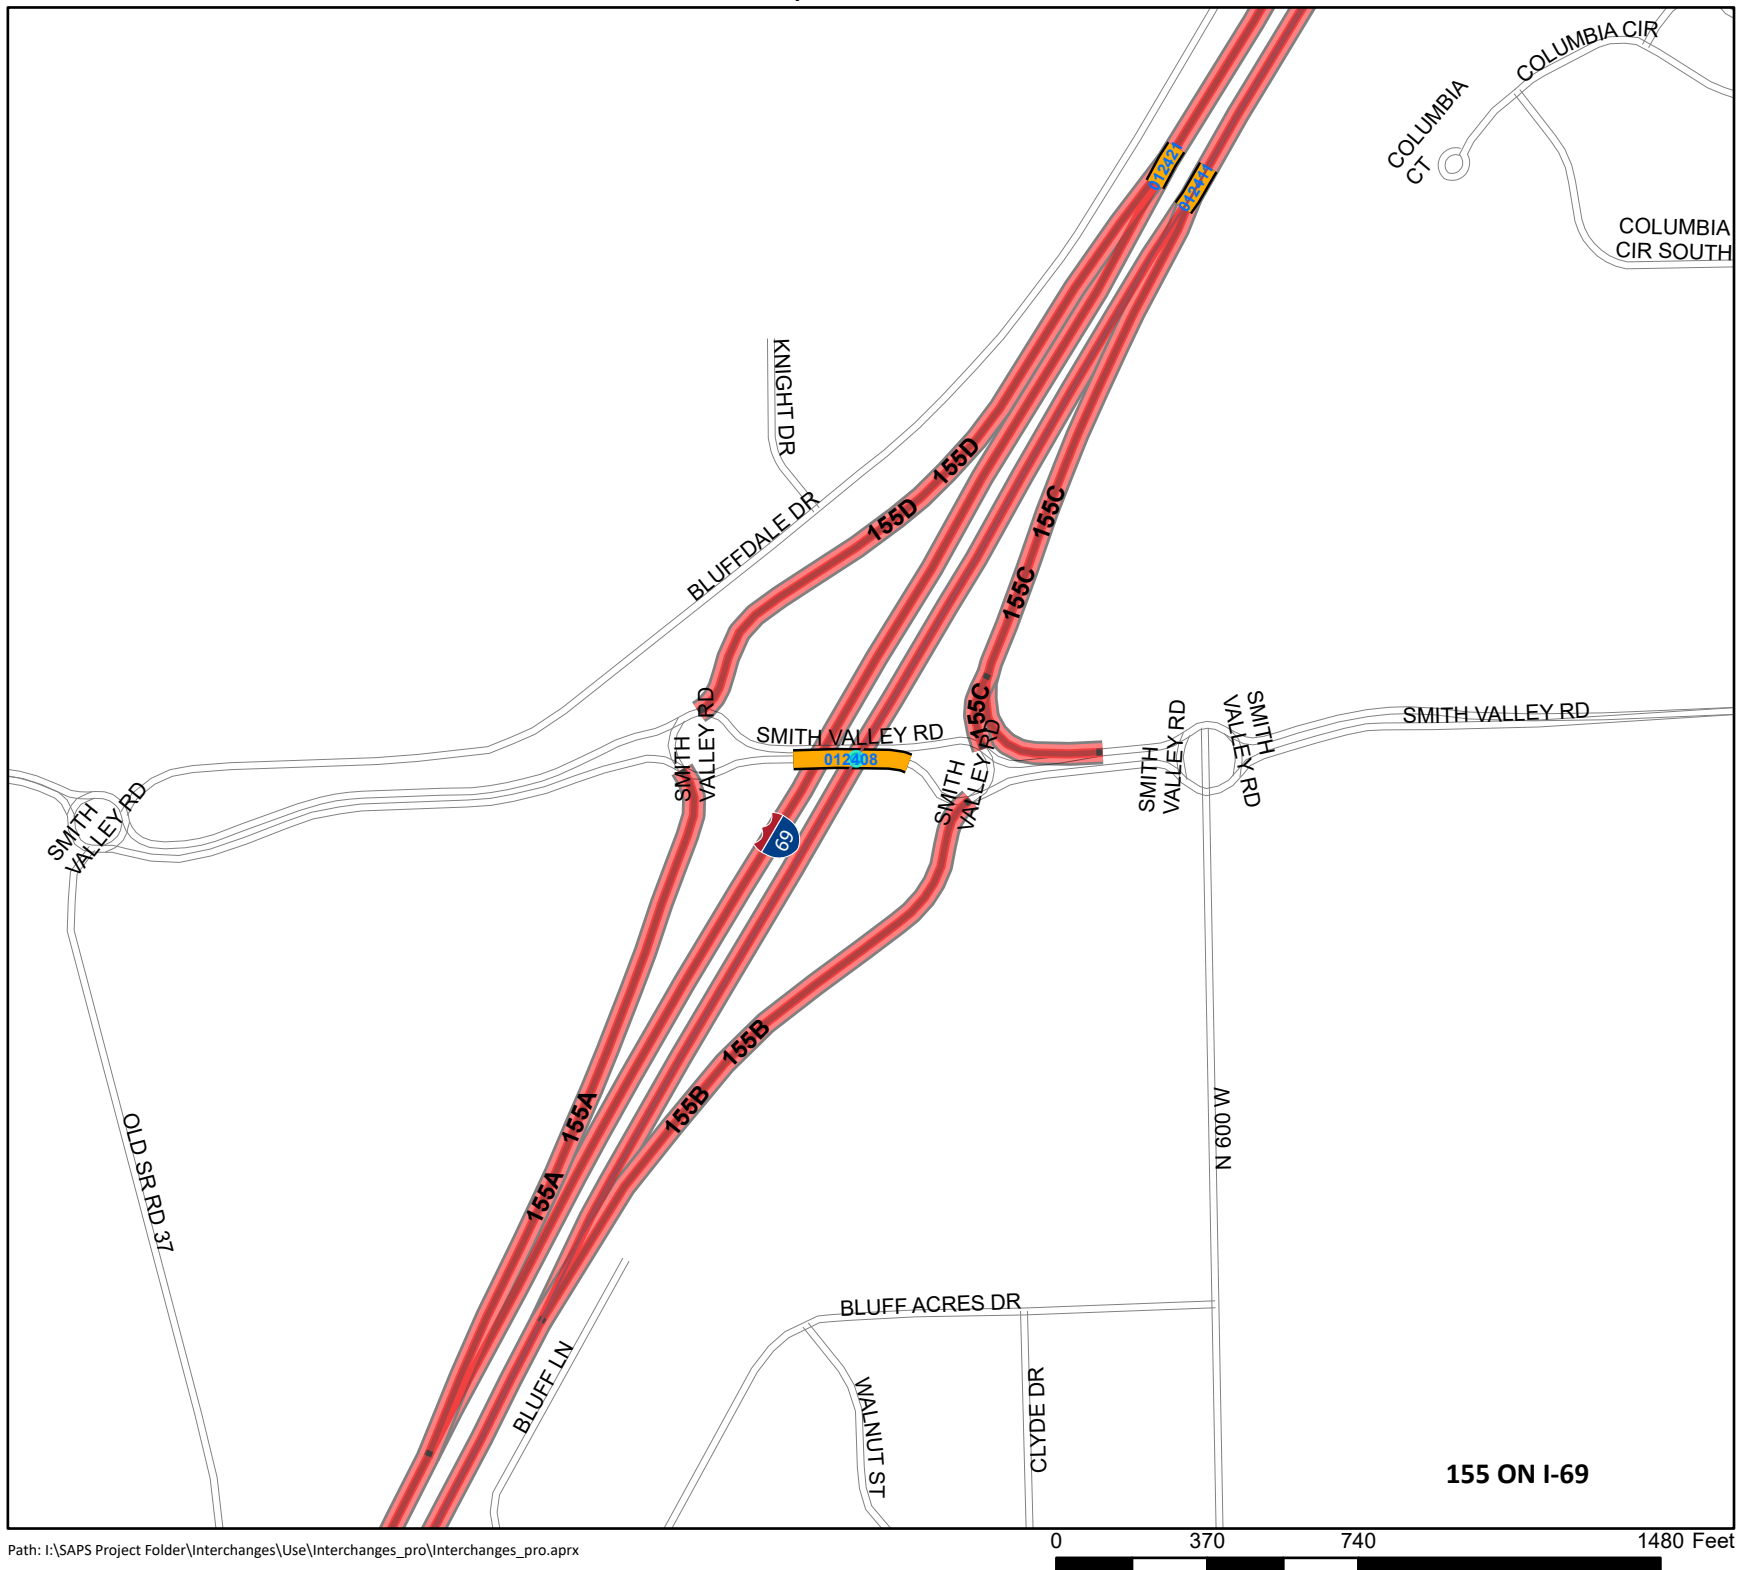 COLUMBIA CIR
COLUMBIA
CT
COLUMBIA
CIR SOUTH
012421
012411
KNIGHT DR
BLUFFDALE DR
155D
155D
155C
155C
155C
SMITH
VALLEY RD
SMITH VALLEY RD
012408
SMITH
VALLEY RD
SMITH
VALLEY RD
SMITH
VALLEY RD
SMITH VALLEY RD
SMITH
VALLEY RD
69
155B
155B
155A
155A
OLD SR RD 37
N 600 W
BLUFF LN
BLUFF ACRES DR
WALNUT ST
CLYDE DR
155 ON I-69
Path: I:\SAPS Project Folder\Interchanges\Use\Interchanges_pro\Interchanges_pro.aprx
0 370 740 1480 Feet